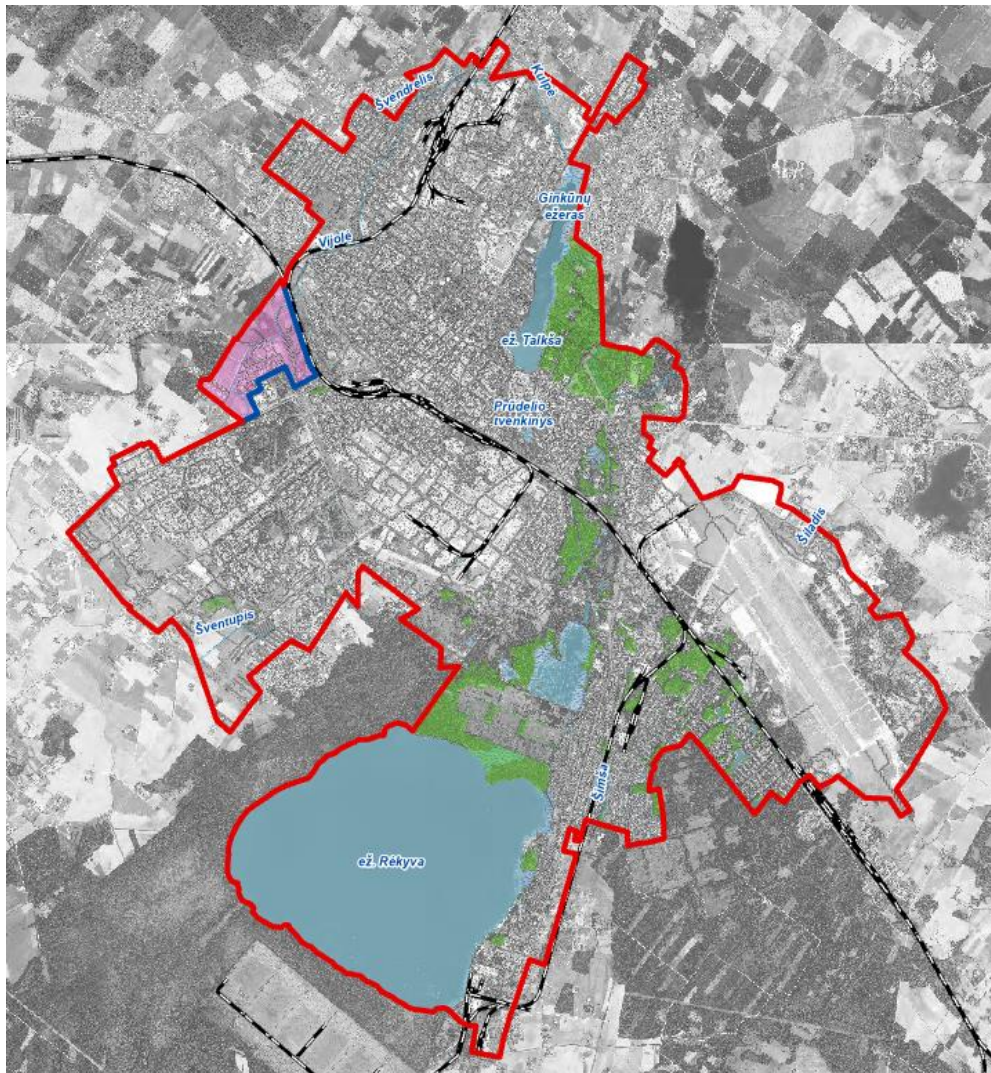 Kulpė
Švendrelis
Ginkūnų
ežeras
Vijolė
ež. Talkša
Prūdelio
tvenkinys
Šiladis
Šventupis
Šimša
ež. Rėkyva